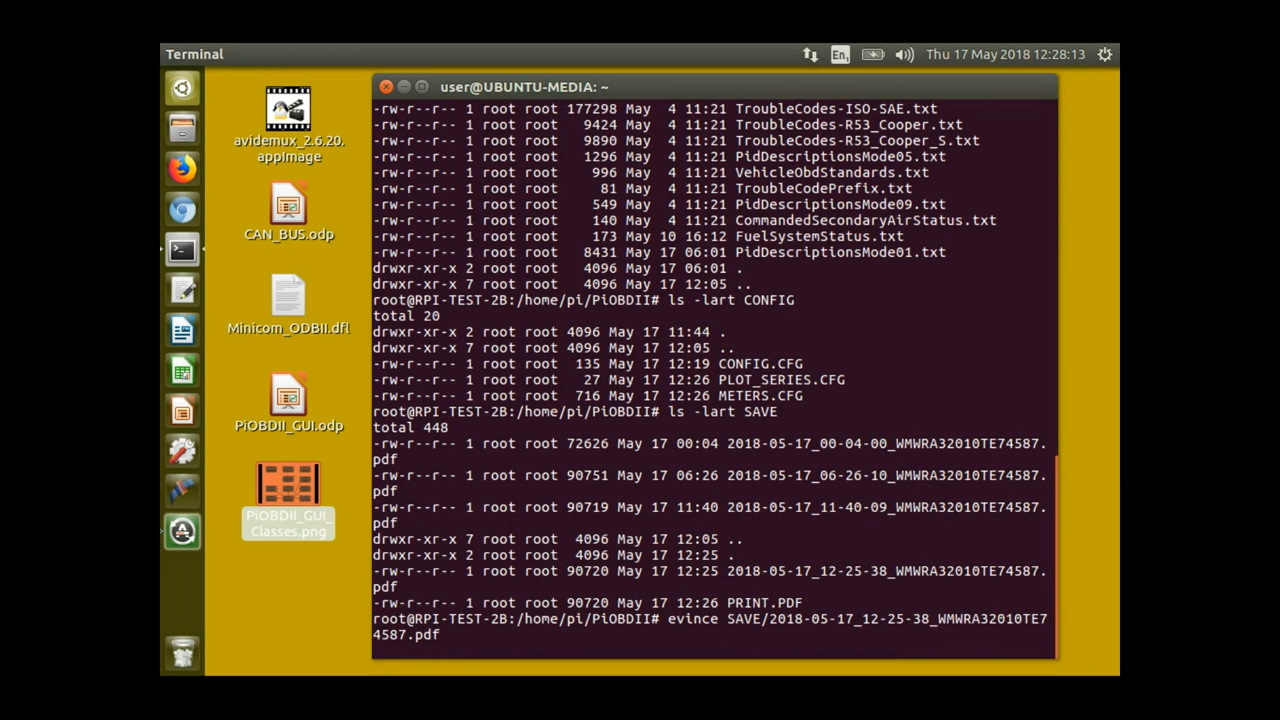 Terminal
En1
Thu 17 May 2018 12:28:13
avidemux_2.6.20.
appImage
CAN_BUS.odp
Minicom_ODBII.dfl
PiOBDII_GUI.odp
PiOBDII_GUI_
Classes.png
user@UBUNTU-MEDIA: ~
-rw-r--r-- 1 root root 177298 May  4 11:21 TroubleCodes-ISO-SAE.txt
-rw-r--r-- 1 root root   9424 May  4 11:21 TroubleCodes-R53_Cooper.txt
-rw-r--r-- 1 root root   9890 May  4 11:21 TroubleCodes-R53_Cooper_S.txt
-rw-r--r-- 1 root root   1296 May  4 11:21 PidDescriptionsMode05.txt
-rw-r--r-- 1 root root    996 May  4 11:21 VehicleObdStandards.txt
-rw-r--r-- 1 root root     81 May  4 11:21 TroubleCodePrefix.txt
-rw-r--r-- 1 root root    549 May  4 11:21 PidDescriptionsMode09.txt
-rw-r--r-- 1 root root    140 May  4 11:21 CommandedSecondaryAirStatus.txt
-rw-r--r-- 1 root root    173 May 10 16:12 FuelSystemStatus.txt
-rw-r--r-- 1 root root   8431 May 17 06:01 PidDescriptionsMode01.txt
drwxr-xr-x 2 root root   4096 May 17 06:01 .
drwxr-xr-x 7 root root   4096 May 17 12:05 ..
root@RPI-TEST-2B:/home/pi/PiOBDII# ls -lart CONFIG
total 20
drwxr-xr-x 2 root root 4096 May 17 11:44 .
drwxr-xr-x 7 root root 4096 May 17 12:05 ..
-rw-r--r-- 1 root root  135 May 17 12:19 CONFIG.CFG
-rw-r--r-- 1 root root   27 May 17 12:26 PLOT_SERIES.CFG
-rw-r--r-- 1 root root  716 May 17 12:26 METERS.CFG
root@RPI-TEST-2B:/home/pi/PiOBDII# ls -lart SAVE
total 448
-rw-r--r-- 1 root root 72626 May 17 00:04 2018-05-17_00-04-00_WMWRA32010TE74587.
pdf
-rw-r--r-- 1 root root 90751 May 17 06:26 2018-05-17_06-26-10_WMWRA32010TE74587.
pdf
-rw-r--r-- 1 root root 90719 May 17 11:40 2018-05-17_11-40-09_WMWRA32010TE74587.
pdf
drwxr-xr-x 7 root root  4096 May 17 12:05 ..
drwxr-xr-x 2 root root  4096 May 17 12:25 .
-rw-r--r-- 1 root root 90720 May 17 12:25 2018-05-17_12-25-38_WMWRA32010TE74587.
pdf
-rw-r--r-- 1 root root 90720 May 17 12:26 PRINT.PDF
root@RPI-TEST-2B:/home/pi/PiOBDII# evince SAVE/2018-05-17_12-25-38_WMWRA32010TE7
4587.pdf